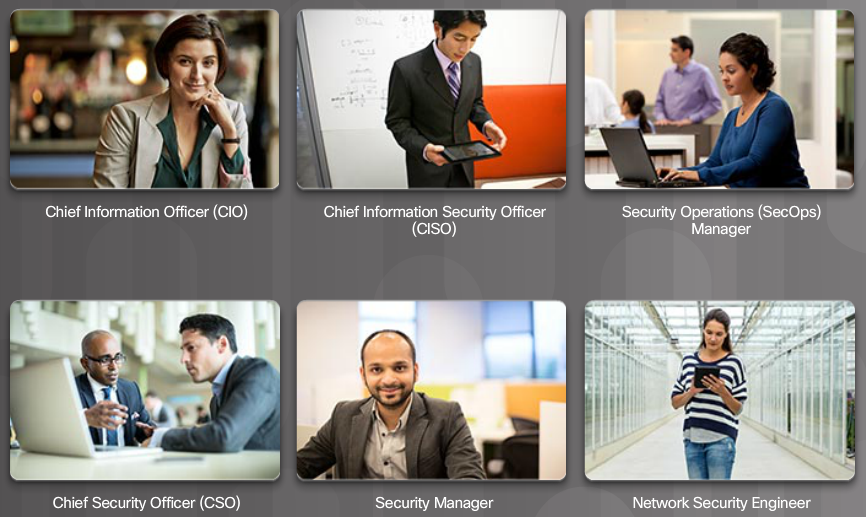 Chief Information Officer (CIO)
Chief Information Security Officer
(CISO)
Security Operations (SecOps)
Manager
Chief Security Officer (CSO)
Security Manager
Network Security Engineer